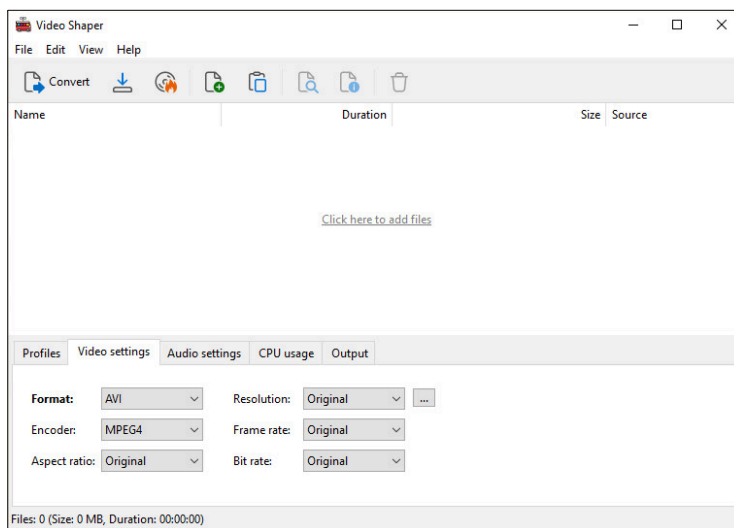 Video Shaper
File Edit View Help
Convert
Name Duration Size Source
Click here to add files
Profiles Video settings Audio settings CPU usage Output
Format: AVI Resolution: Original ...
Encoder: MPEG4 Frame rate: Original
Aspect ratio: Original Bit rate: Original
Files: 0 (Size: 0 MB, Duration: 00:00:00)